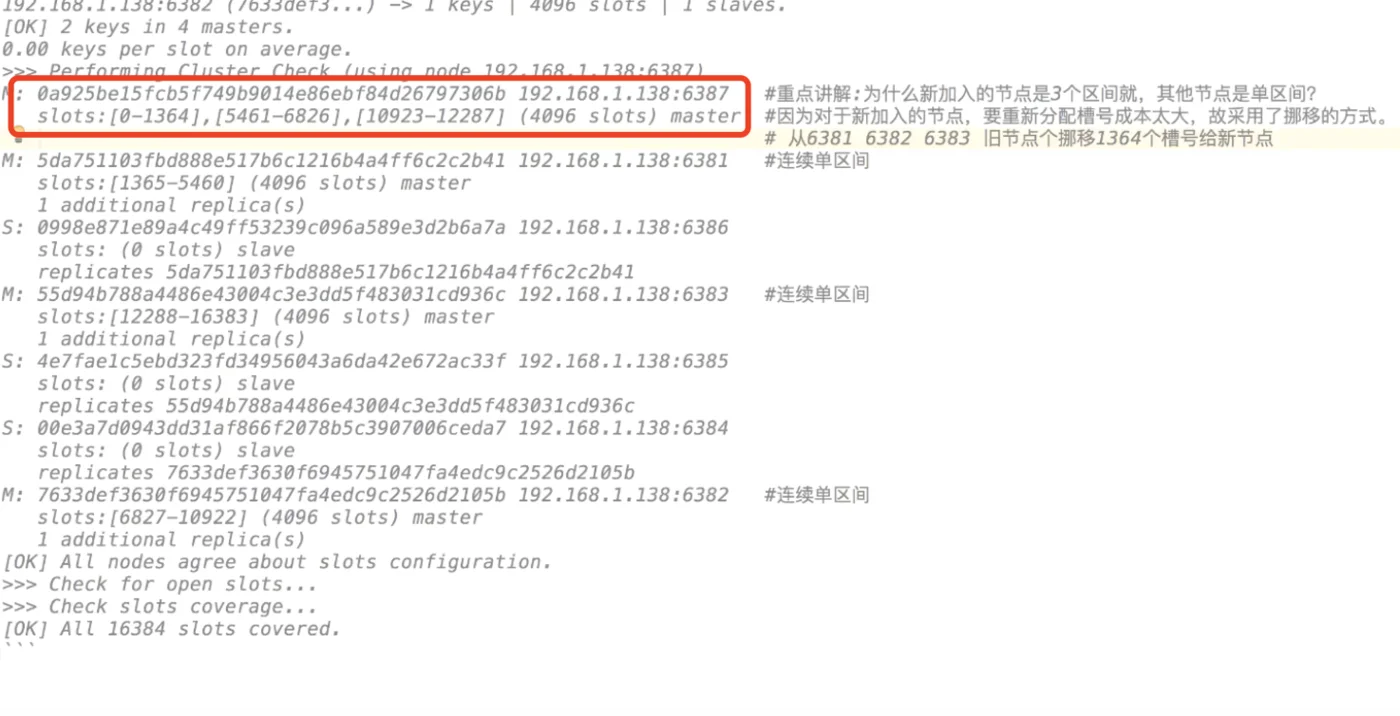 192.168.1.138:6382 (7633def3...) -> 1 keys | 4096 slots | 1 slaves.
[OK] 2 keys in 4 masters.
0.00 keys per slot on average.
>>> Performing Cluster Check (using node 192.168.1.138:6387)
M: 0a925be15fcb5f749b9014e86ebf84d26797306b 192.168.1.138:6387 #重点讲解:为什么新加入的节点是3个区间就，其他节点是单区间?
slots:[0-1364],[5461-6826],[10923-12287] (4096 slots) master #因为对于新加入的节点，要重新分配槽号成本太大，故采用了挪移的方式。
# 从6381 6382 6383 旧节点个挪移1364个槽号给新节点
M: 5da751103fbd888e517b6c1216b4a4ff6c2c2b41 192.168.1.138:6381 #连续单区间
slots:[1365-5460] (4096 slots) master
1 additional replica(s)
S: 0998e871e89a4c49ff53239c096a589e3d2b6a7a 192.168.1.138:6386
slots: (0 slots) slave
replicates 5da751103fbd888e517b6c1216b4a4ff6c2c2b41
M: 55d94b788a4486e43004c3e3dd5f483031cd936c 192.168.1.138:6383 #连续单区间
slots:[12288-16383] (4096 slots) master
1 additional replica(s)
S: 4e7fae1c5ebd323fd34956043a6da42e672ac33f 192.168.1.138:6385
slots: (0 slots) slave
replicates 55d94b788a4486e43004c3e3dd5f483031cd936c
S: 00e3a7d0943dd31af866f2078b5c3907006ceda7 192.168.1.138:6384
slots: (0 slots) slave
replicates 7633def3630f6945751047fa4edc9c2526d2105b
M: 7633def3630f6945751047fa4edc9c2526d2105b 192.168.1.138:6382 #连续单区间
slots:[6827-10922] (4096 slots) master
1 additional replica(s)
[OK] All nodes agree about slots configuration.
>>> Check for open slots...
>>> Check slots coverage...
[OK] All 16384 slots covered.
```